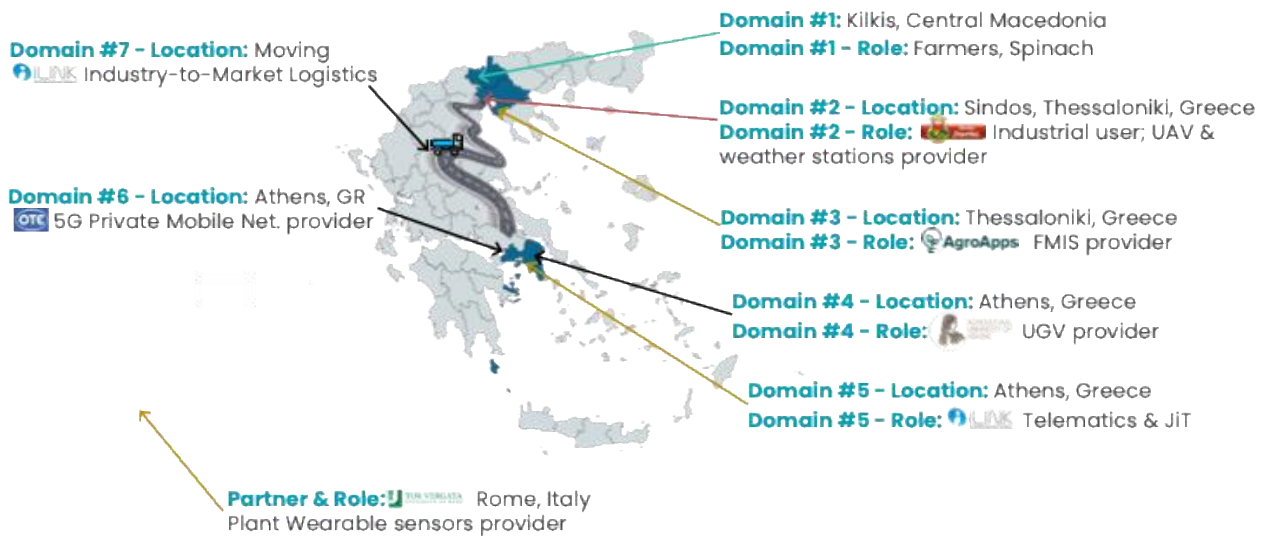 Domain #1: Kilkis, Central Macedonia
Domain #1 - Role: Farmers, Spinach
Domain #7 - Location: Moving
iLINK Industry-to-Market Logistics
Domain #2 - Location: Sindos, Thessaloniki, Greece
Domain #2 - Role: Industrial user; UAV &
weather stations provider
Domain #6 - Location: Athens, GR
OTE 5G Private Mobile Net. provider
Domain #3 - Location: Thessaloniki, Greece
Domain #3 - Role: AgroApps FMIS provider
Domain #4 - Location: Athens, Greece
Domain #4 - Role: UGV provider
Domain #5 - Location: Athens, Greece
Domain #5 - Role: iLINK Telematics & JiT
Partner & Role: TOR VERGATA Rome, Italy
Plant Wearable sensors provider